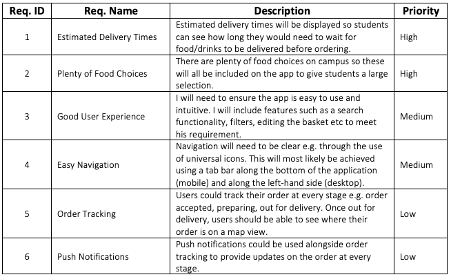 Req. ID Req. Name Description Priority
1 Estimated Delivery Times Estimated delivery times will be displayed so students
can see how long they would need to wait for
food/drinks to be delivered before ordering. High
2 Plenty of Food Choices There are plenty of food choices on campus so these
will all be included on the app to give students a large
selection. High
3 Good User Experience I will need to ensure the app is easy to use and
intuitive. I will include features such as a search
functionality, filters, editing the basket etc to meet
his requirement. Medium
4 Easy Navigation Navigation will need to be clear e.g. through the use
of universal icons. This will most likely be achieved
using a tab bar along the bottom of the application
(mobile) and along the left-hand side (desktop). Medium
5 Order Tracking Users could track their order at every stage e.g. order
accepted, preparing, out for delivery. Once out for
delivery, users should be able to see where their
order is on a map view. Low
6 Push Notifications Push notifications could be used alongside order
tracking to provide updates on the order at every
stage. Low